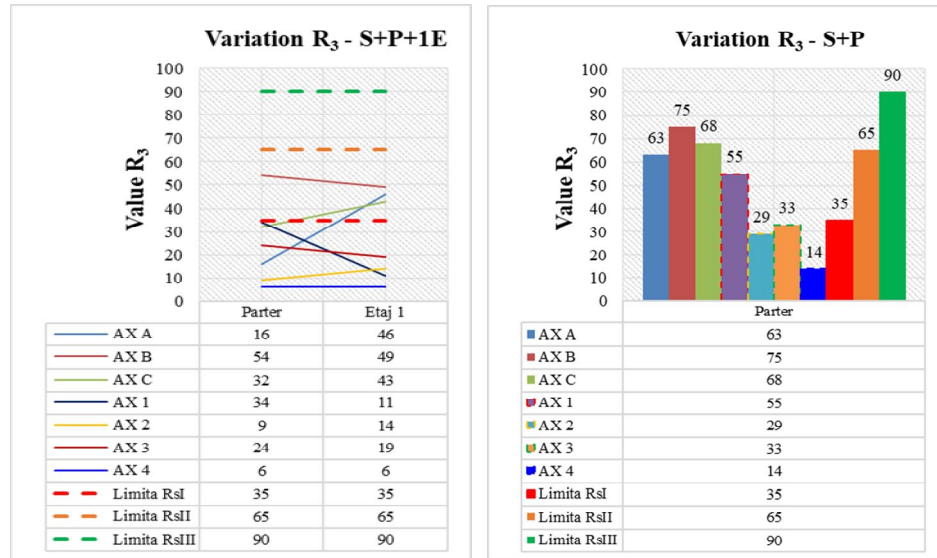 Variation R₃ - S+P+1E
Value R₃
100
90
80
70
60
50
40
30
20
10
0
Parter Etaj 1
AX A 16 46
AX B 54 49
AX C 32 43
AX 1 34 11
AX 2 9 14
AX 3 24 19
AX 4 6 6
Limita RsI 35 35
Limita RsII 65 65
Limita RsIII 90 90
Variation R₃ - S+P
Value R₃
100
90
80
70
60
50
40
30
20
10
0
63 75 68 55 29 33 14 35 65 90
Parter
AX A 63
AX B 75
AX C 68
AX 1 55
AX 2 29
AX 3 33
AX 4 14
Limita RsI 35
Limita RsII 65
Limita RsIII 90